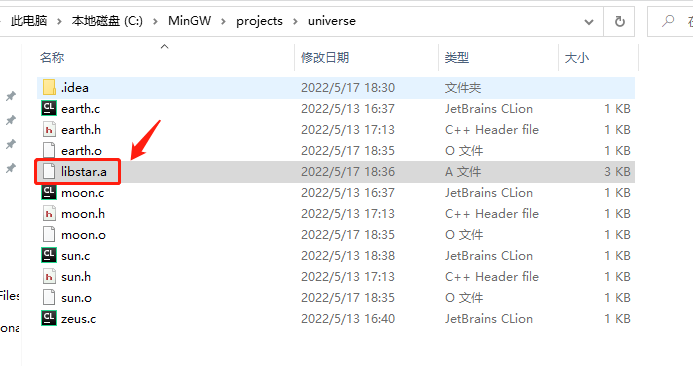 此电脑 > 本地磁盘 (C:) > MinGW > projects > universe
在
名称 修改日期 类型 大小
.idea 2022/5/17 18:30 文件夹
earth.c 2022/5/13 16:37 JetBrains CLion 1 KB
earth.h 2022/5/13 17:13 C++ Header file 1 KB
earth.o 2022/5/17 18:35 O 文件 1 KB
libstar.a 2022/5/17 18:36 A 文件 3 KB
moon.c 2022/5/13 16:37 JetBrains CLion 1 KB
moon.h 2022/5/13 17:13 C++ Header file 1 KB
moon.o 2022/5/17 18:35 O 文件 1 KB
sun.c 2022/5/13 18:38 JetBrains CLion 1 KB
sun.h 2022/5/13 17:13 C++ Header file 1 KB
Files
sun.o 2022/5/17 18:35 O 文件 1 KB
zeus.c 2022/5/13 16:40 JetBrains CLion 1 KB
ona